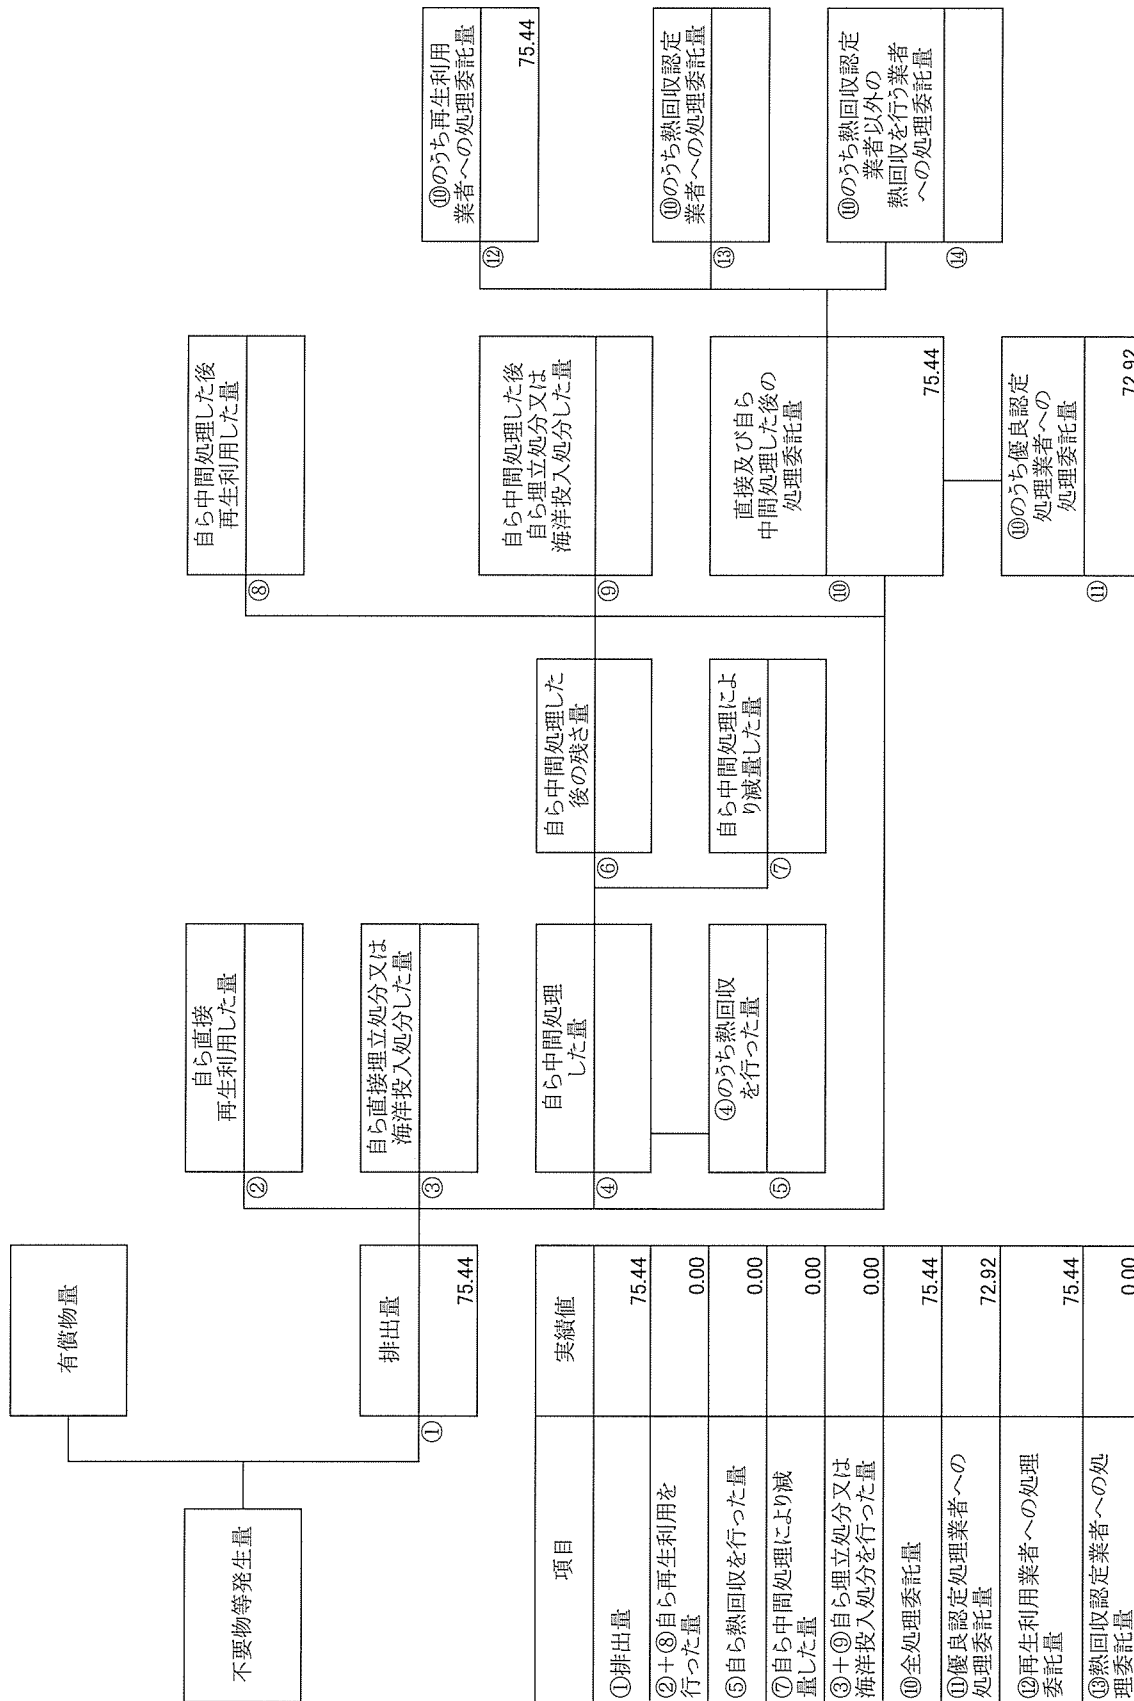 不要物等発生量
有償物量
排出量
①
75.44
自ら直接
再生利用した量
②
自ら直接埋立処分又は
海洋投入処分した量
③
自ら中間処理
した量
④
④のうち熱回収
を行った量
⑤
自ら中間処理した
後の残さ量
⑥
自ら中間処理によ
り減量した量
⑦
自ら中間処理した後
再生利用した量
⑧
自ら中間処理した後
自ら埋立処分又は
海洋投入処分した量
⑨
直接及び自ら
中間処理した後の
処理委託量
⑩
75.44
⑩のうち優良認定
処理業者への
処理委託量
⑪
72.92
⑩のうち再生利用
業者への処理委託量
⑫
75.44
⑩のうち熱回収認定
業者への処理委託量
⑬
⑩のうち熱回収認定
業者以外の
熱回収を行う業者
への処理委託量
⑭
項目 実績値
①排出量 75.44
②+⑧自ら再生利用を
行った量 0.00
⑤自ら熱回収を行った量 0.00
⑦自ら中間処理により減
量した量 0.00
③+⑨自ら埋立処分又は
海洋投入処分を行った量 0.00
⑩全処理委託量 75.44
⑪優良認定処理業者への
処理委託量 72.92
⑫再生利用業者への処理
委託量 75.44
⑬熱回収認定業者への処
理委託量 0.00